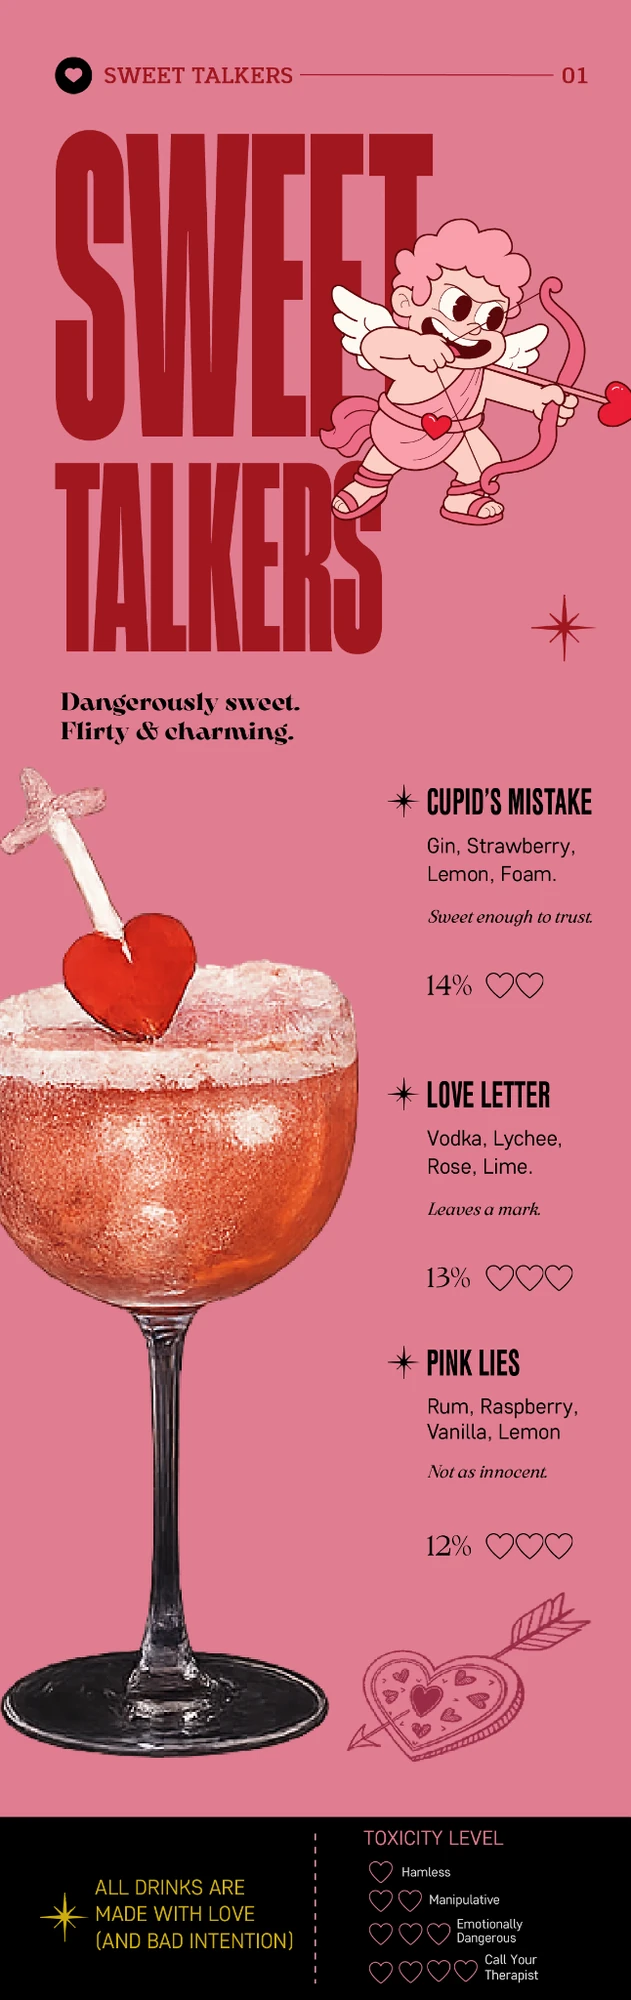 SWEET TALKERS
01
SWEET
TALKERS
Dangerously sweet.
Flirty & charming.
CUPID'S MISTAKE
Gin, Strawberry,
Lemon, Foam.
Sweet enough to trust.
14%
LOVE LETTER
Vodka, Lychee,
Rose, Lime.
Leaves a mark.
13%
PINK LIES
Rum, Raspberry,
Vanilla, Lemon
Not as innocent.
12%
ALL DRINKS ARE
MADE WITH LOVE
(AND BAD INTENTION)
TOXICITY LEVEL
Hamless
Manipulative
Emotionally
Dangerous
Call Your
Therapist